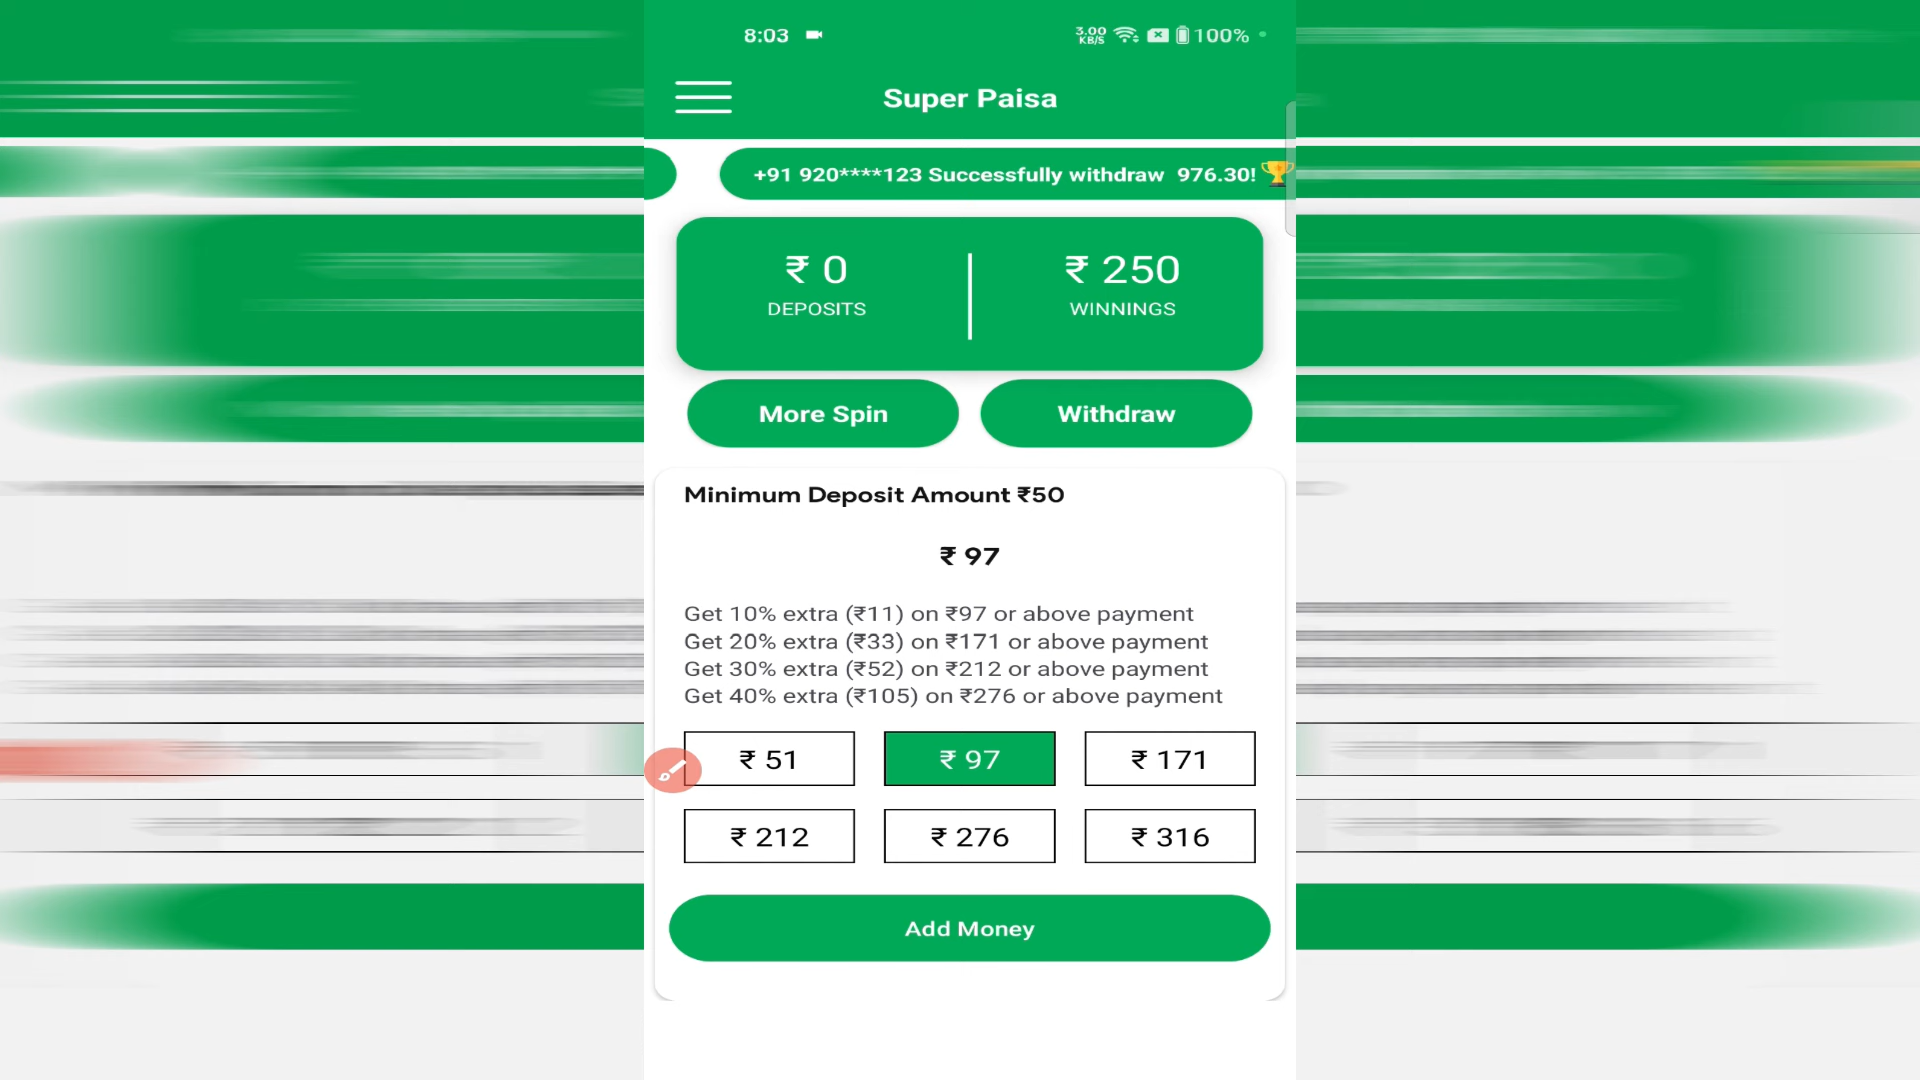 8:03 3.00 KB/S 100%
Super Paisa
+91 920****123 Successfully withdraw 976.30!
₹ 0 ₹ 250
DEPOSITS WINNINGS
More Spin Withdraw
Minimum Deposit Amount ₹50
₹ 97
Get 10% extra (₹11) on ₹97 or above payment
Get 20% extra (₹33) on ₹171 or above payment
Get 30% extra (₹52) on ₹212 or above payment
Get 40% extra (₹105) on ₹276 or above payment
₹ 51 ₹ 97 ₹ 171
₹ 212 ₹ 276 ₹ 316
Add Money